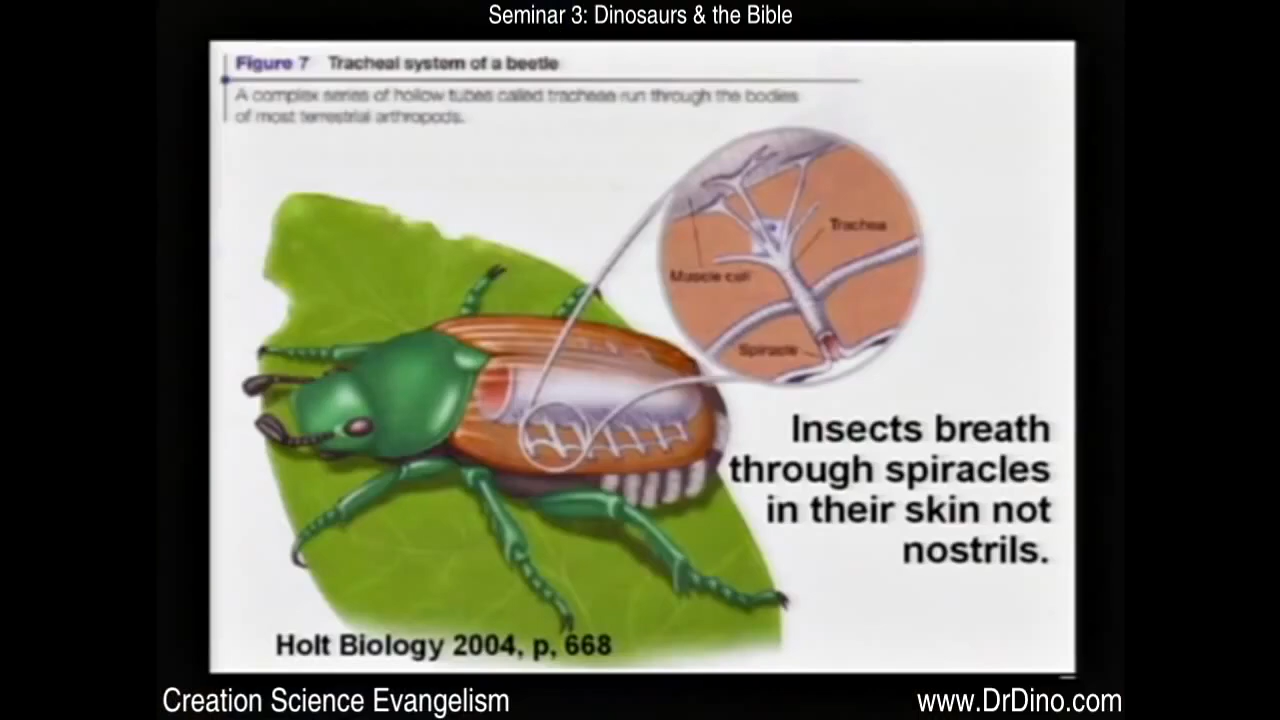 Seminar 3: Dinosaurs & the Bible
Figure 7 Tracheal system of a beetle
A complex series of hollow tubes called tracheae run through the bodies
of most terrestrial arthropods.
Trachea
Muscle cell
Spiracle
Insects breath
through spiracles
in their skin not
nostrils.
Holt Biology 2004, p, 668
Creation Science Evangelism
www.DrDino.com